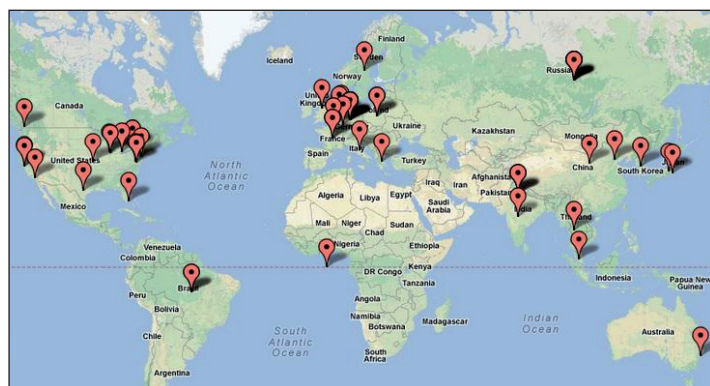 Finland
Iceland
Sweden
Norway
Russia
Canada
United
Kingdom
Poland
Germany
Ukraine
Kazakhstan
Mongolia
France
Italy
United States
Spain
Turkey
China
Japan
South Korea
North
Atlantic
Ocean
Afghanistan
Iraq
Iran
Pakistan
Algeria
Libya
Egypt
Saudi
Arabia
India
Mexico
Mali
Niger
Chad
Sudan
Thailand
Nigeria
Ethiopia
Venezuela
Colombia
DR Congo
Kenya
Tanzania
Indonesia
Papua New
Guinea
Brazil
Peru
Bolivia
Angola
Namibia
Botswana
Madagascar
Indian
Ocean
Australia
South
Atlantic
Ocean
Chile
South
Africa
Argentina